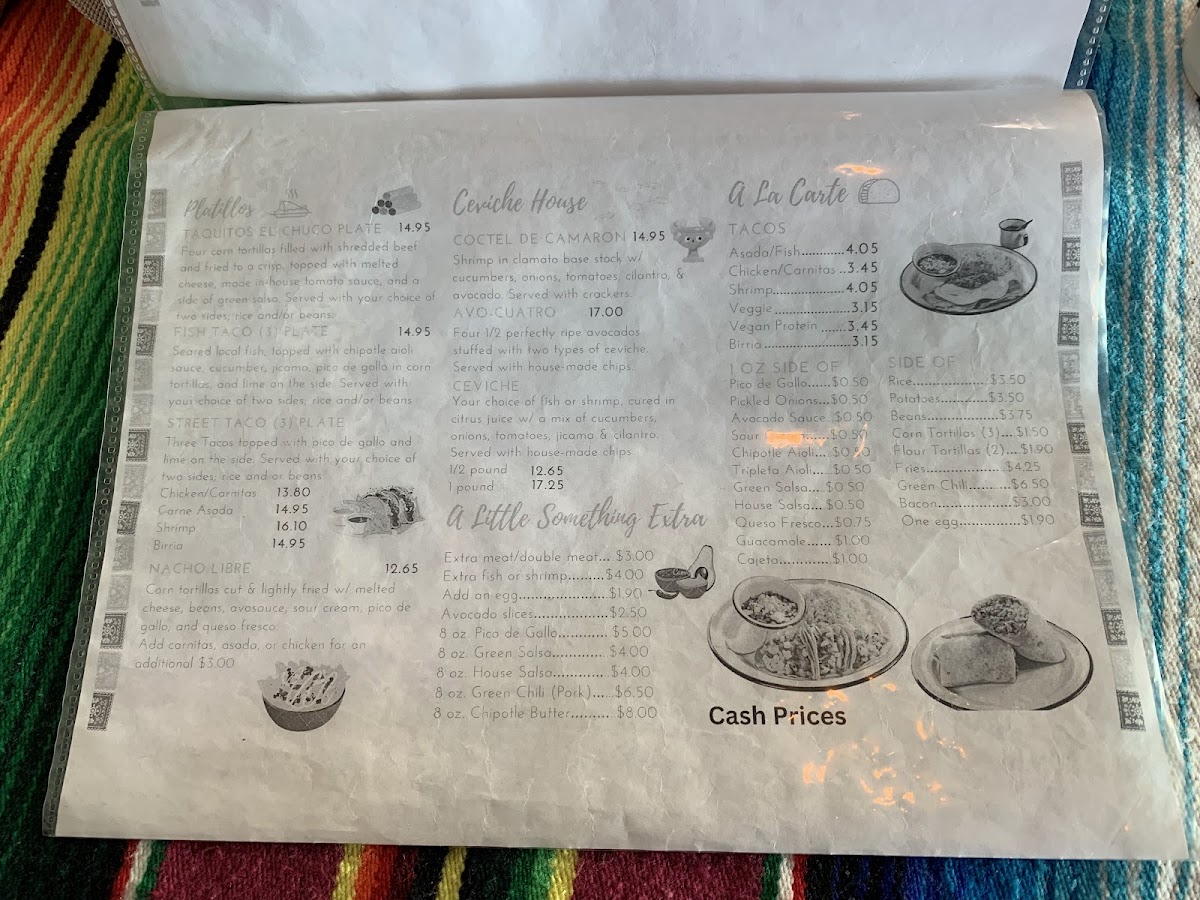 Platillos
TAQUITOS EL CHUCO PLATE 14.95
Four corn tortillas filled with shredded beef
and fried to a crisp, topped with melted
cheese, made in-house tomato sauce, and a
side of green salsa. Served with your choice of
two sides; rice and/or beans.
FISH TACO (3) PLATE 14.95
Seared local fish, topped with chipotle aioli
sauce, cucumber, jicama, pico de gallo in corn
tortillas, and lime on the side. Served with
your choice of two sides; rice and/or beans
STREET TACO (3) PLATE
Three Tacos topped with pico de gallo and
lime on the side. Served with your choice of
two sides; rice and/or beans.
Chicken/Carnitas 13.80
Carne Asada 14.95
Shrimp 16.10
Birria 14.95
NACHO LIBRE 12.65
Corn tortillas cut & lightly fried w/ melted
cheese, beans, avosauce, sour cream, pico de
gallo, and queso fresco.
Add carnitas, asada, or chicken for an
additional $3.00
Ceviche House
COCTEL DE CAMARON 14.95
Shrimp in clamato base stock w/
cucumbers, onions, tomatoes, cilantro, &
avocado. Served with crackers.
AVO-CUATRO 17.00
Four 1/2 perfectly ripe avocados
stuffed with two types of ceviche.
Served with house-made chips.
CEVICHE
Your choice of fish or shrimp, cured in
citrus juice w/ a mix of cucumbers,
onions, tomatoes, jicama & cilantro.
Served with house-made chips
1/2 pound 12.65
1 pound 17.25
A Little Something Extra
Extra meat/double meat... $3.00
Extra fish or shrimp.........$4.00
Add an egg.....................$1.90
Avocado slices.................$2.50
8 oz. Pico de Gallo............ $5.00
8 oz. Green Salsa............. $4.00
8 oz. House Salsa............. $4.00
8 oz. Green Chili (Pork).....$6.50
8 oz. Chipotle Butter.......... $8.00
A La Carte
TACOS
Asada/Fish..........4.05
Chicken/Carnitas ..3.45
Shrimp.................4.05
Veggie.................3.15
Vegan Protein ......3.45
Birria...................3.15
1 OZ SIDE OF
Pico de Gallo......$0.50
Pickled Onions...$0.50
Avocado Sauce..$0.50
Sour ......$0.50
Chipotle Aioli....$0.50
Tripleta Aioli.....$0.50
Green Salsa.... $0.50
House Salsa... $0.50
Queso Fresco...$0.75
Guacamole...... $1.00
Cajeta.............$1.00
SIDE OF
Rice.....................$3.50
Potatoes..............$3.50
Beans..................$3.75
Corn Tortillas (3)....$1.50
Flour Tortillas (2)....$1.90
Fries....................$4.25
Green Chili...........$6.50
Bacon..................$3.00
One egg................$1.90
Cash Prices